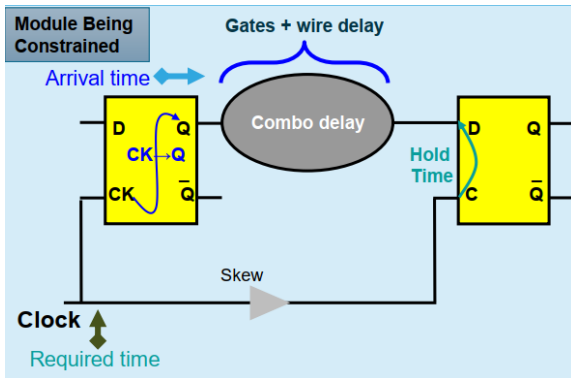 Module Being
Constrained
Gates + wire delay
Arrival time
D
Q
CK→Q
CK
Q̅
Combo delay
Hold
Time
D
Q
C
Q̅
Skew
Clock
Required time